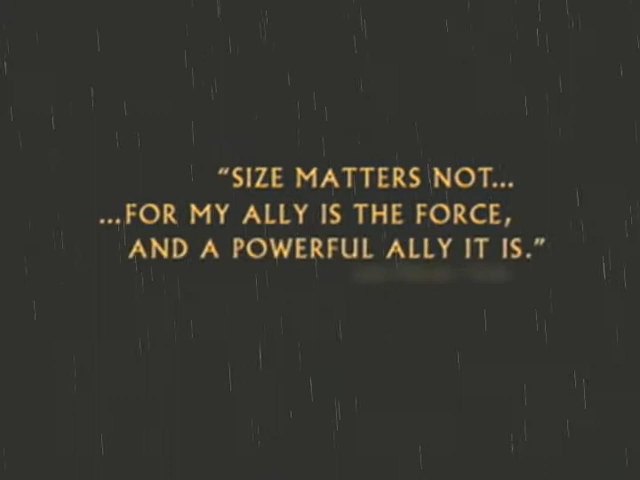 “SIZE MATTERS NOT...
...FOR MY ALLY IS THE FORCE,
AND A POWERFUL ALLY IT IS.”